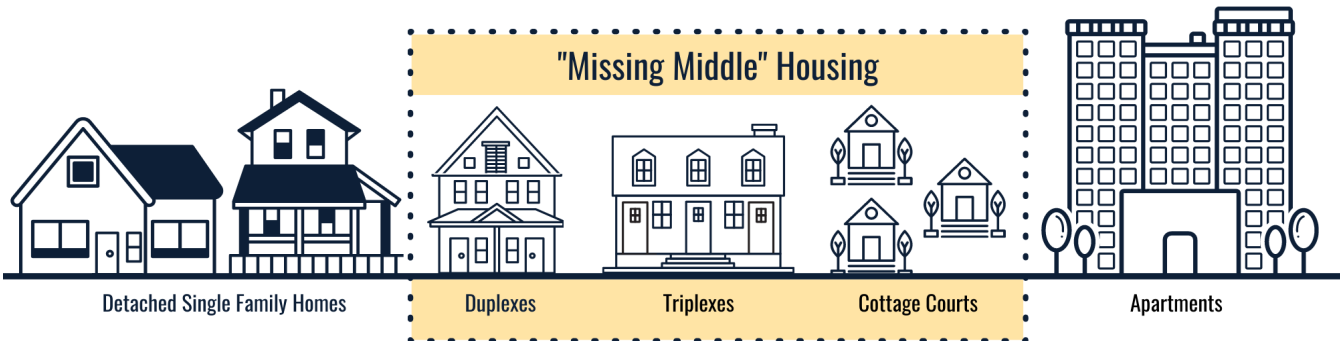 "Missing Middle" Housing
Detached Single Family Homes
Duplexes
Triplexes
Cottage Courts
Apartments